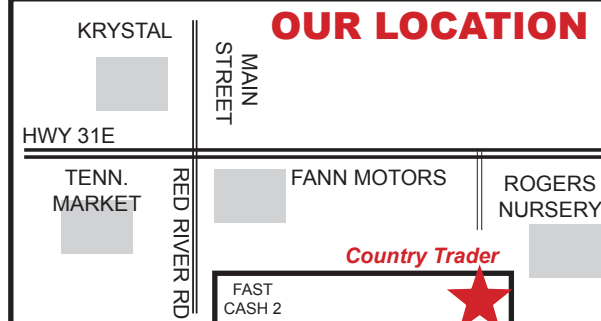 OUR LOCATION
KRYSTAL
MAIN
STREET
HWY 31E
TENN.
MARKET
RED RIVER RD
FANN MOTORS
ROGERS
NURSERY
Country Trader
FAST
CASH 2